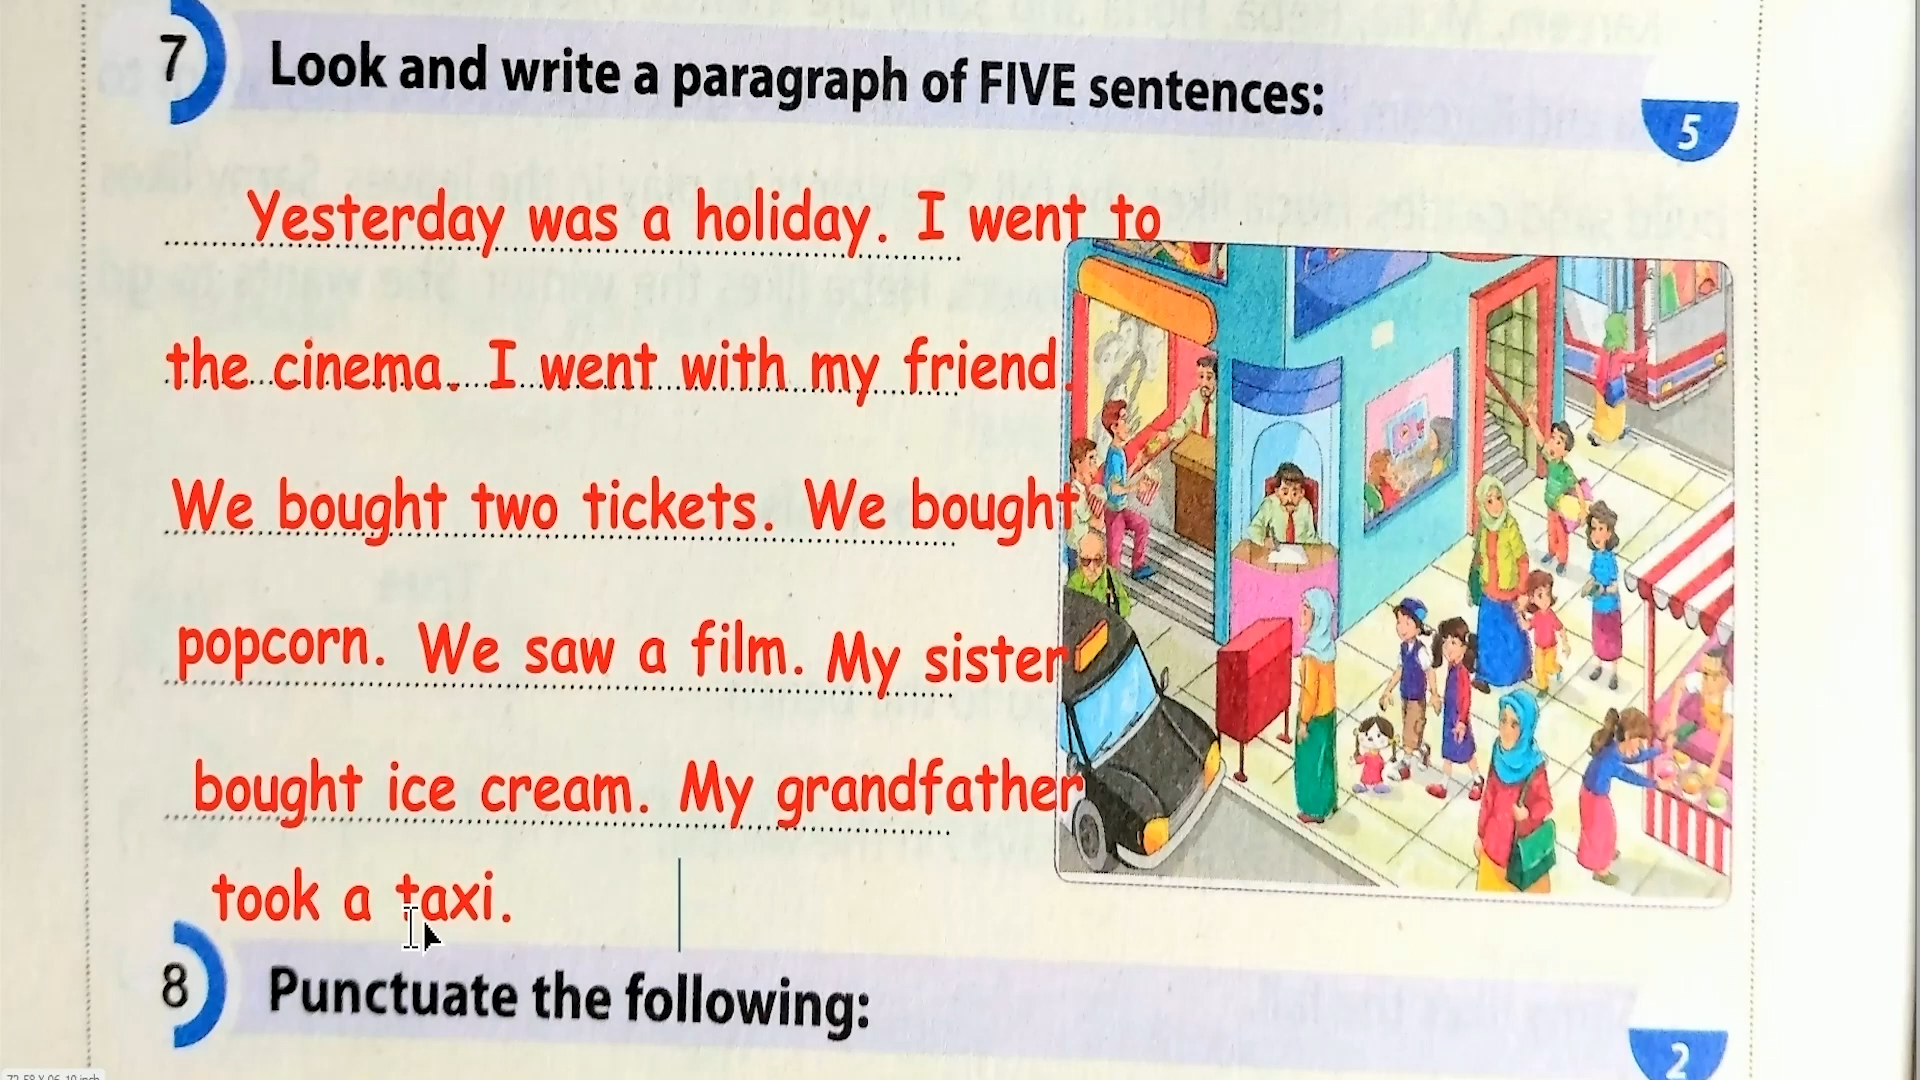 7 Look and write a paragraph of FIVE sentences:
5
Yesterday was a holiday. I went to
the cinema. I went with my friend.
We bought two tickets. We bought
popcorn. We saw a film. My sister
bought ice cream. My grandfather
took a taxi.
8 Punctuate the following:
2